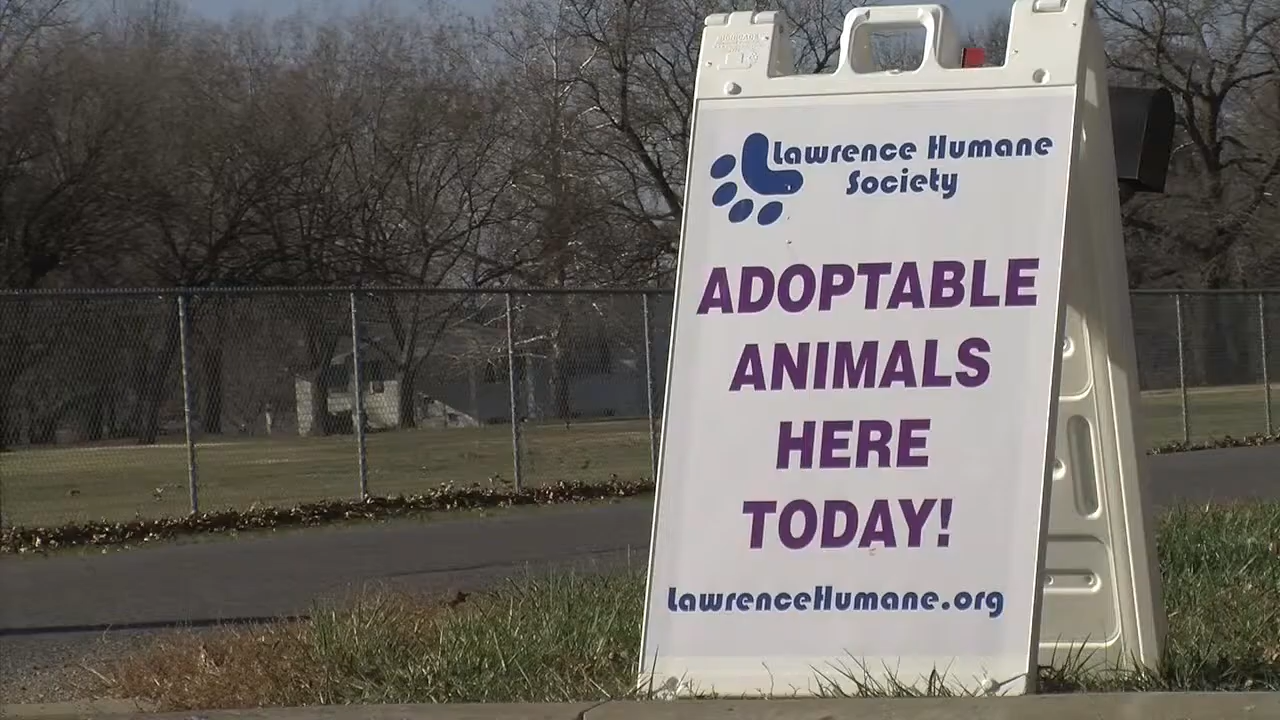 Lawrence Humane
Society
ADOPTABLE
ANIMALS
HERE
TODAY!
LawrenceHumane.org